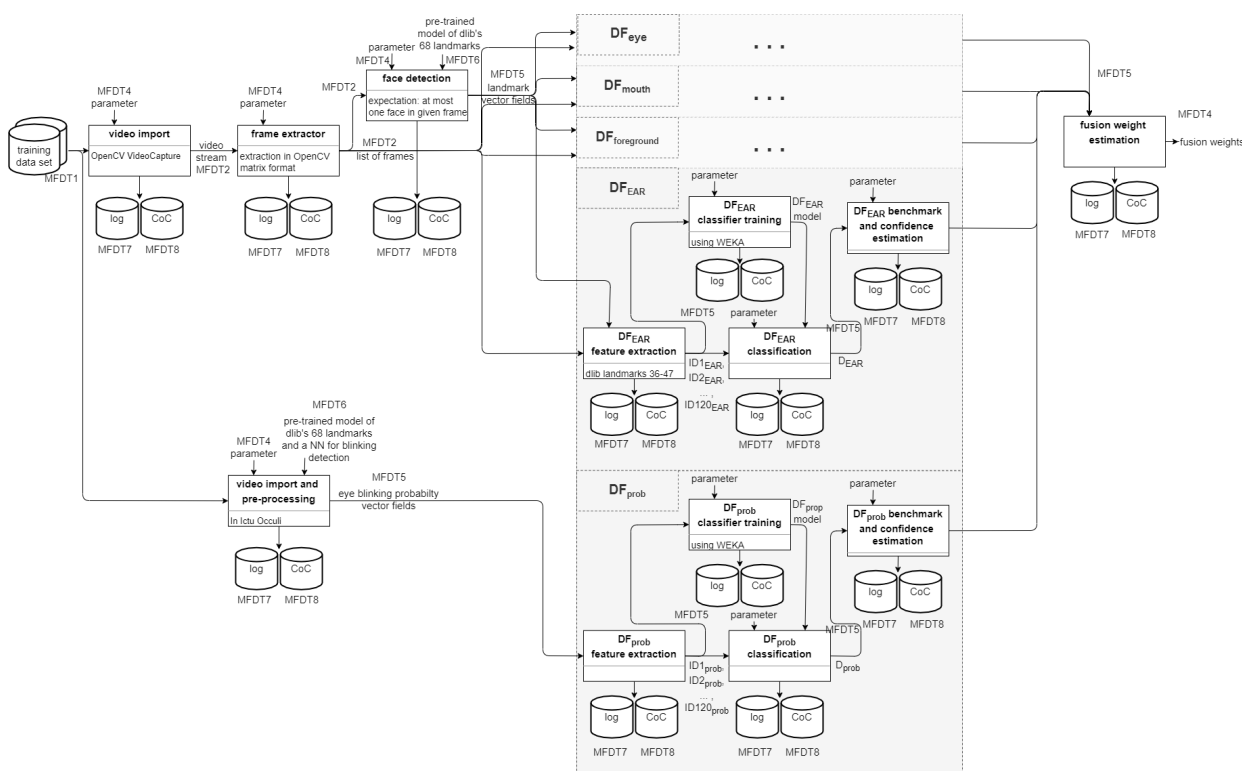 training
data set
MFDT1
MFDT4
parameter
video import
OpenCV VideoCapture
log
CoC
MFDT7
MFDT8
video
stream
MFDT2
MFDT4
parameter
frame extractor
extraction in OpenCV
matrix format
log
CoC
MFDT7
MFDT8
MFDT2
MFDT2
list of frames
parameter
MFDT4
pre-trained
model of dlib's
68 landmarks
MFDT6
face detection
expectation: at most
one face in given frame
log
CoC
MFDT7
MFDT8
MFDT5
landmark
vector fields
DFeye
...
DFmouth
...
DFforeground
...
DFEAR
parameter
DFEAR
classifier training
using WEKA
log
CoC
MFDT5
DFEAR
model
parameter
DFEAR benchmark
and confidence
estimation
log
CoC
MFDT7
MFDT8
DFEAR
feature extraction
dlib landmarks 36-47
log
CoC
MFDT7
MFDT8
ID1EAR,
ID2EAR,
... ,
ID120EAR
parameter
DFEAR
classification
log
CoC
MFDT7
MFDT8
MFDT5
DEAR
MFDT5
fusion weight
estimation
log
CoC
MFDT7
MFDT8
MFDT4
fusion weights
MFDT6
pre-trained model of
dlib's 68 landmarks
and a NN for blinking
detection
MFDT4
parameter
video import and
pre-processing
In Ictu Occuli
log
CoC
MFDT7
MFDT8
MFDT5
eye blinking probabilty
vector fields
DFprob
parameter
DFprob
classifier training
using WEKA
log
CoC
MFDT5
DFprop
model
parameter
DFprob benchmark
and confidence
estimation
log
CoC
MFDT7
MFDT8
DFprob
feature extraction
log
CoC
MFDT7
MFDT8
ID1prob,
ID2prob,
... ,
ID120prob
parameter
DFprob
classification
log
CoC
MFDT7
MFDT8
MFDT5
Dprob